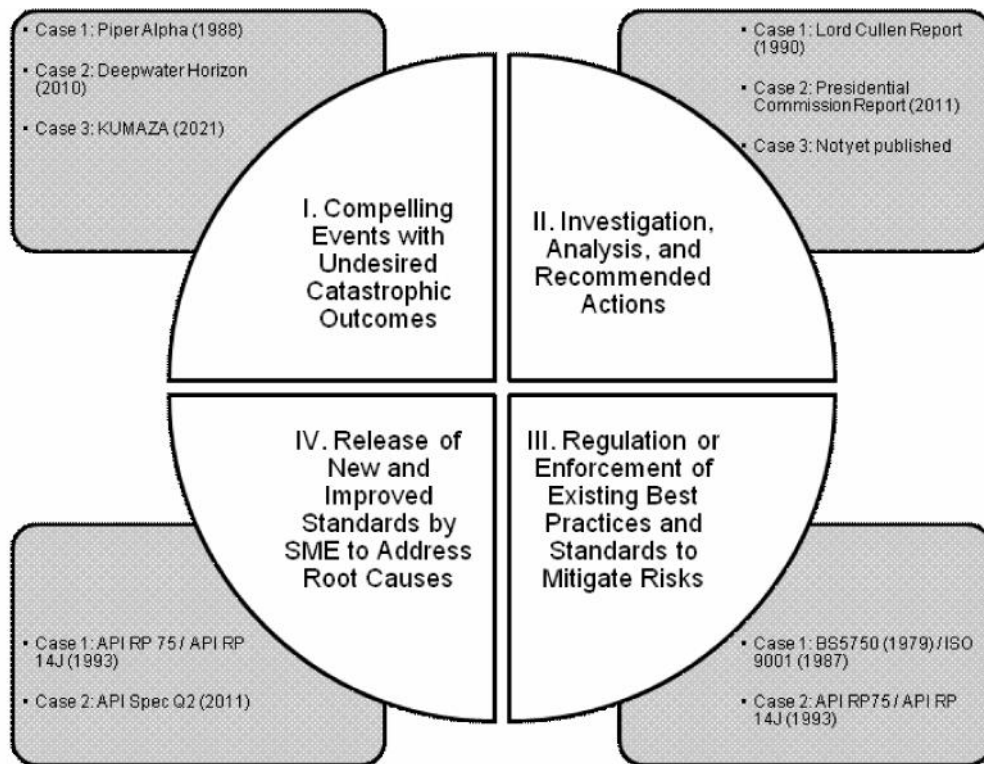 • Case 1: Piper Alpha (1988)
• Case 2: Deepwater Horizon
(2010)
• Case 3: KUMAZA (2021)
• Case 1: Lord Cullen Report
(1990)
• Case 2: Presidential
Commission Report (2011)
• Case 3: Not yet published
I. Compelling
Events with
Undesired
Catastrophic
Outcomes
II. Investigation,
Analysis, and
Recommended
Actions
IV. Release of
New and
Improved
Standards by
SME to Address
Root Causes
III. Regulation or
Enforcement of
Existing Best
Practices and
Standards to
Mitigate Risks
• Case 1: API RP 75 / API RP
14J (1993)
• Case 2: API Spec Q2 (2011)
• Case 1: BS5750 (1979) / ISO
9001 (1987)
• Case 2: API RP75 / API RP
14J (1993)